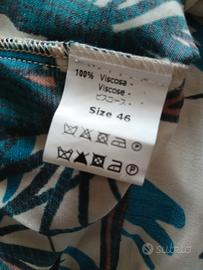 100% Viscosa -
Viscose -
ビスコース -
Size 46
subito